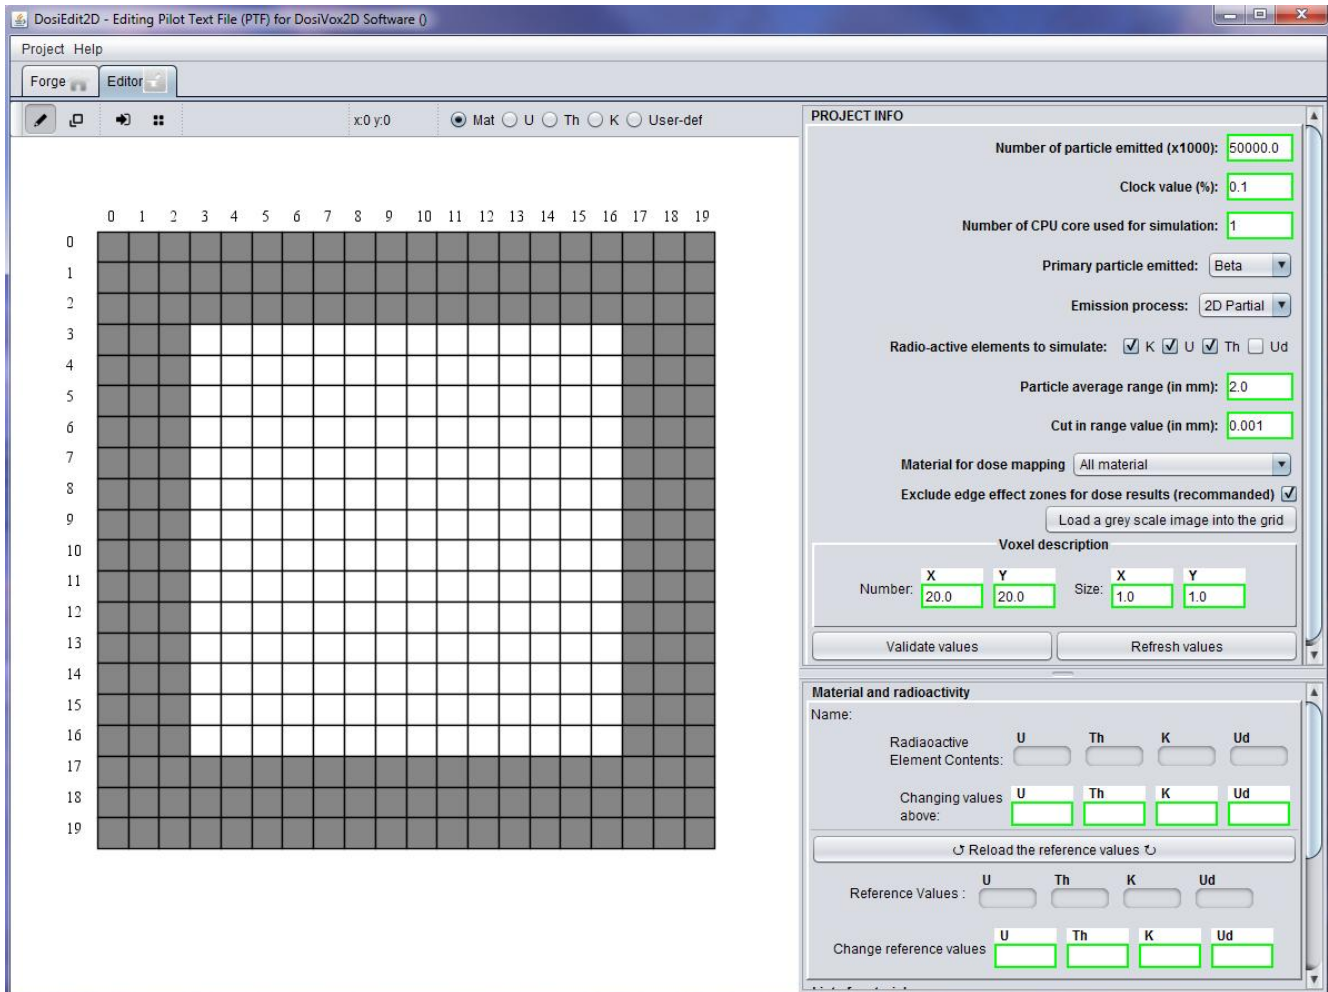 DosiEdit2D - Editing Pilot Text File (PTF) for DosiVox2D Software ()
Project Help
Forge Editor
x:0 y:0 Mat U Th K User-def
0 1 2 3 4 5 6 7 8 9 10 11 12 13 14 15 16 17 18 19
0
1
2
3
4
5
6
7
8
9
10
11
12
13
14
15
16
17
18
19
PROJECT INFO
Number of particle emitted (x1000): 50000.0
Clock value (%): 0.1
Number of CPU core used for simulation: 1
Primary particle emitted: Beta
Emission process: 2D Partial
Radio-active elements to simulate: K U Th Ud
Particle average range (in mm): 2.0
Cut in range value (in mm): 0.001
Material for dose mapping All material
Exclude edge effect zones for dose results (recommanded)
Load a grey scale image into the grid
Voxel description
X Y X Y
Number: 20.0 20.0 Size: 1.0 1.0
Validate values Refresh values
Material and radioactivity
Name:
U Th K Ud
Radiaoactive
Element Contents:
U Th K Ud
Changing values
above:
↺ Reload the reference values ↻
U Th K Ud
Reference Values :
U Th K Ud
Change reference values